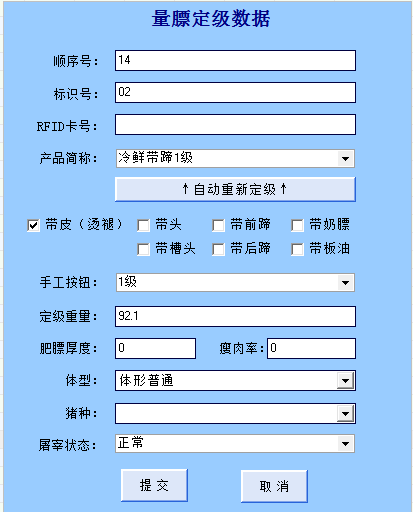 量膘定级数据
顺序号： 14
标识号： 02
RFID卡号：
产品简称： 冷鲜带蹄1级
↑自动重新定级↑
带皮（烫褪） 带头 带前蹄 带奶膘
带槽头 带后蹄 带板油
手工按钮： 1级
定级重量： 92.1
肥膘厚度： 0 瘦肉率： 0
体型： 体形普通
猪种：
屠宰状态： 正常
提交 取消